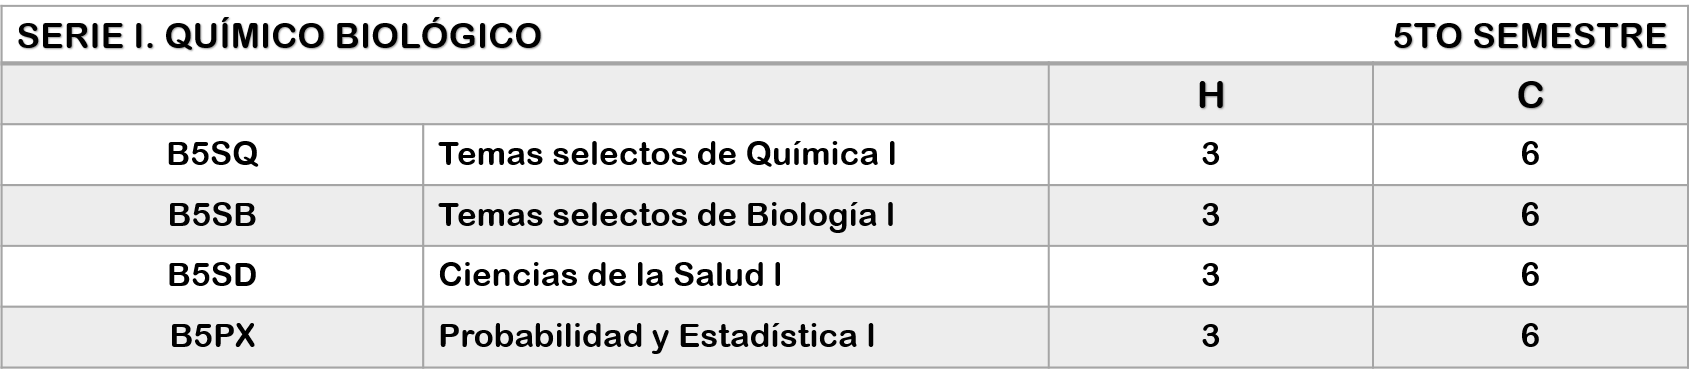 SERIE I. QUÍMICO BIOLÓGICO 5TO SEMESTRE
H C
B5SQ Temas selectos de Química I 3 6
B5SB Temas selectos de Biología I 3 6
B5SD Ciencias de la Salud I 3 6
B5PX Probabilidad y Estadística I 3 6